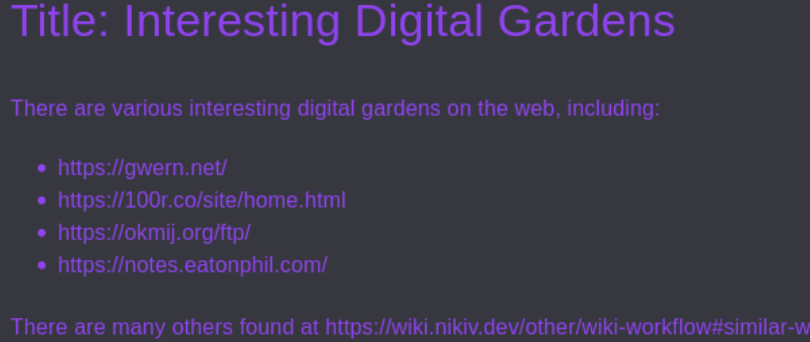 Title: Interesting Digital Gardens
There are various interesting digital gardens on the web, including:
https://gwern.net/
https://100r.co/site/home.html
https://okmij.org/ftp/
https://notes.eatonphil.com/
There are many others found at https://wiki.nikiv.dev/other/wiki-workflow#similar-w